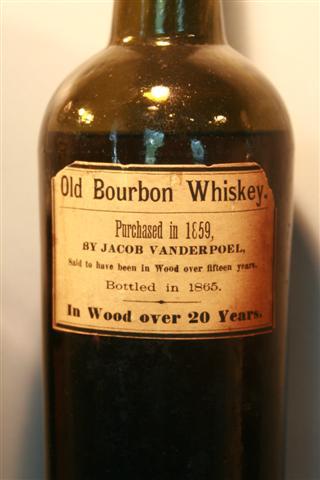 Old Bourbon Whiskey.
Purchased in 1859,
BY JACOB VANDERPOEL,
Said to have been in Wood over fifteen years.
Bottled in 1865.
In Wood over 20 Years.